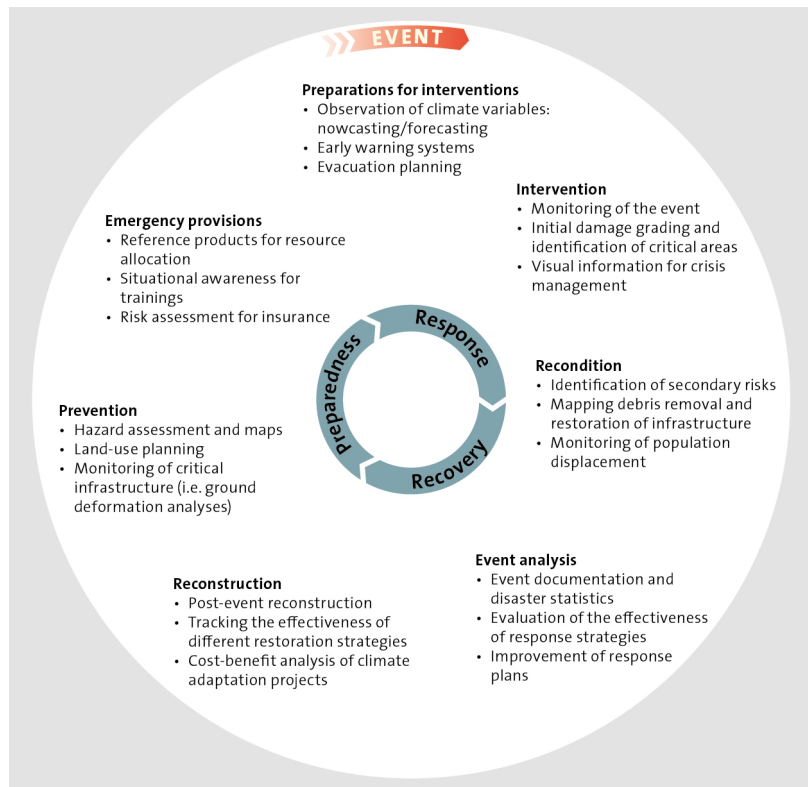 EVENT
Preparations for interventions
• Observation of climate variables:
nowcasting/forecasting
• Early warning systems
• Evacuation planning
Intervention
• Monitoring of the event
• Initial damage grading and
identification of critical areas
• Visual information for crisis
management
Emergency provisions
• Reference products for resource
allocation
• Situational awareness for
trainings
• Risk assessment for insurance
Response
Preparedness
Recovery
Recondition
• Identification of secondary risks
• Mapping debris removal and
restoration of infrastructure
• Monitoring of population
displacement
Prevention
• Hazard assessment and maps
• Land-use planning
• Monitoring of critical
infrastructure (i.e. ground
deformation analyses)
Event analysis
• Event documentation and
disaster statistics
• Evaluation of the effectiveness
of response strategies
• Improvement of response
plans
Reconstruction
• Post-event reconstruction
• Tracking the effectiveness of
different restoration strategies
• Cost-benefit analysis of climate
adaptation projects